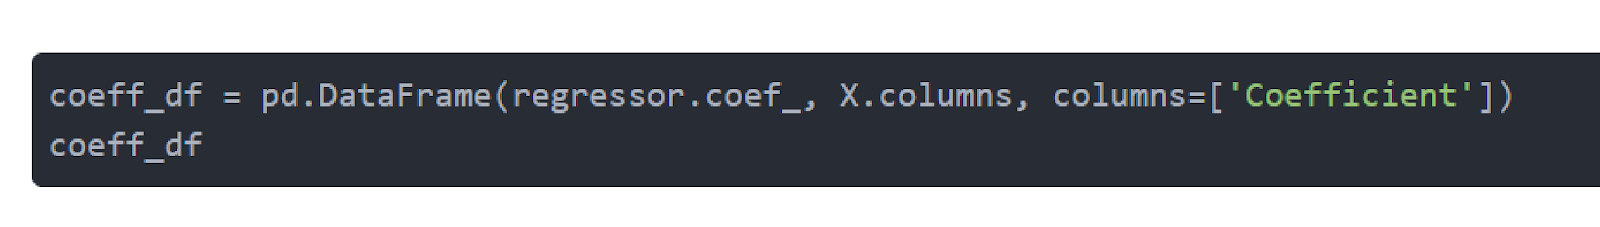 coeff_df = pd.DataFrame(regressor.coef_, X.columns, columns=['Coefficient'])
coeff_df